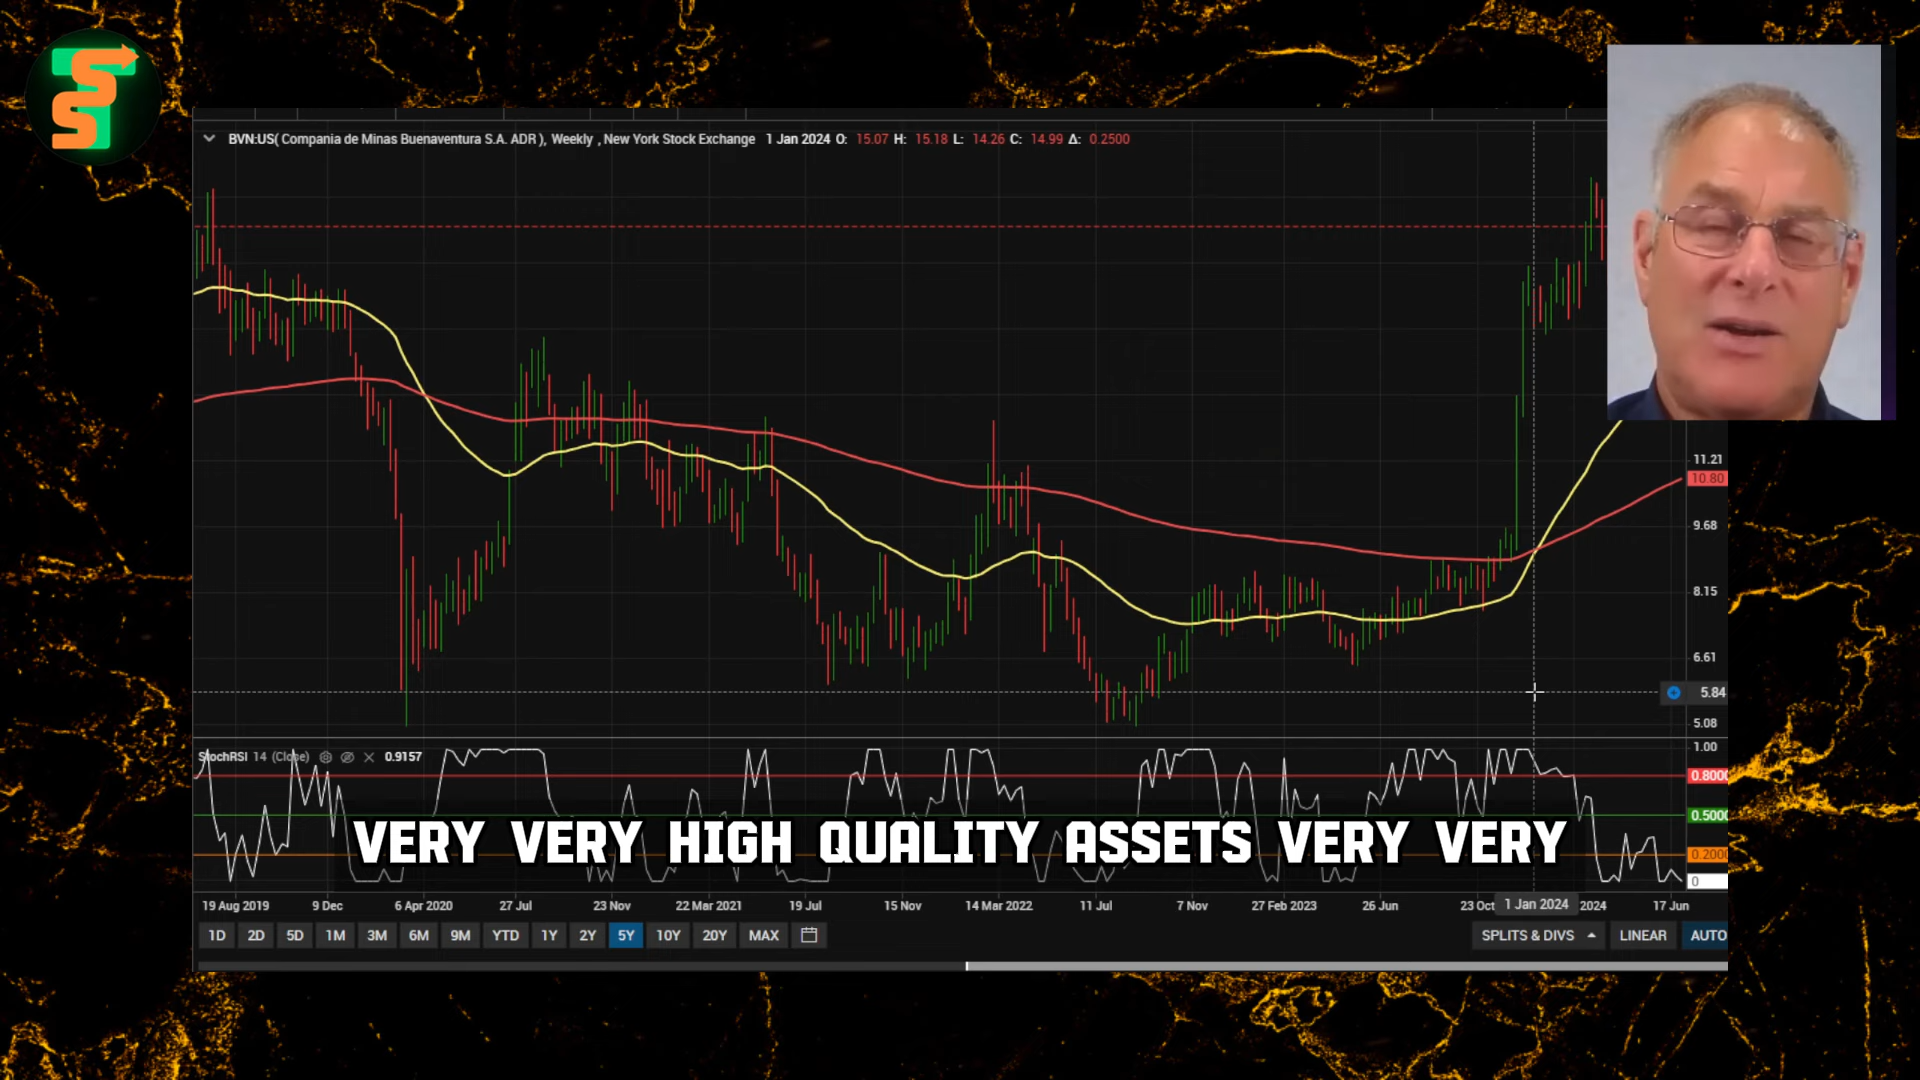 BVN:US( Compania de Minas Buenaventura S.A. ADR ), Weekly , New York Stock Exchange 1 Jan 2024 O: 15.07 H: 15.18 L: 14.26 C: 14.99 Δ: 0.2500
11.21
10.80
9.68
8.15
6.61
5.84
5.08
StochRSI 14 (Close) 0.9157
1.00
0.8000
0.5000
VERY VERY HIGH QUALITY ASSETS VERY VERY
0.2000
0
19 Aug 2019 9 Dec 6 Apr 2020 27 Jul 23 Nov 22 Mar 2021 19 Jul 15 Nov 14 Mar 2022 11 Jul 7 Nov 27 Feb 2023 26 Jun 23 Oct 1 Jan 2024 2024 17 Jun
1D 2D 5D 1M 3M 6M 9M YTD 1Y 2Y 5Y 10Y 20Y MAX SPLITS & DIVS LINEAR AUTO